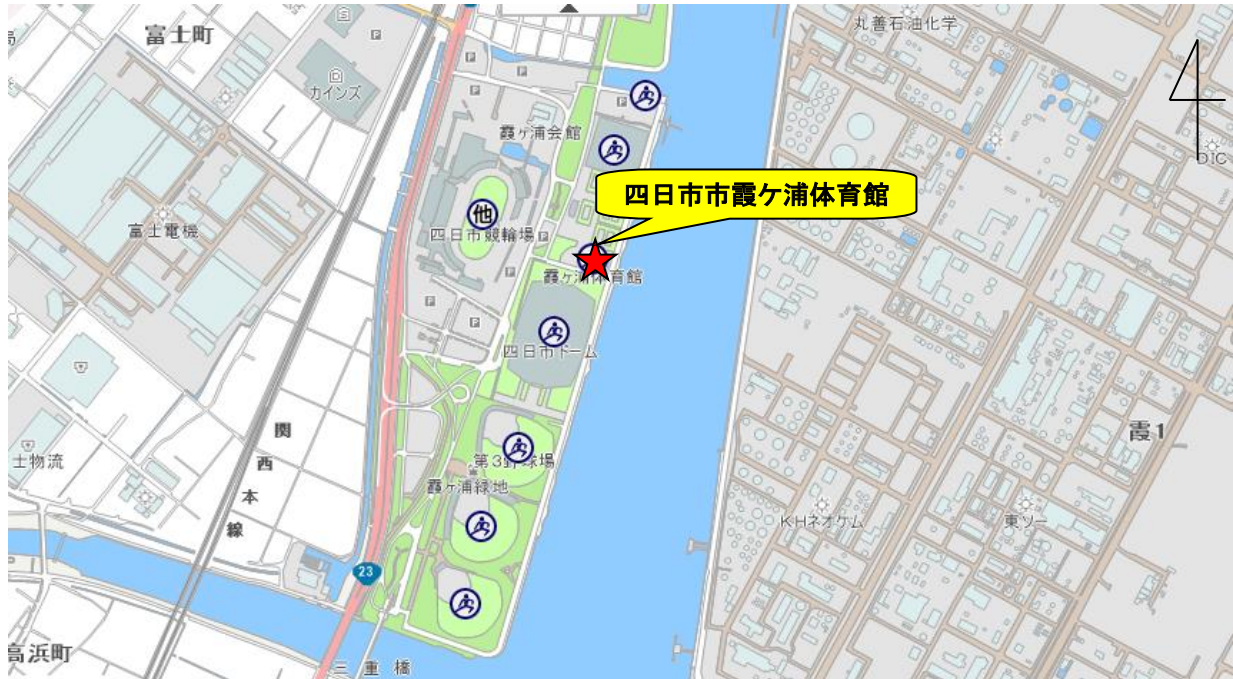 富士町
P
丸善石油化学
カインズ
P
P
P
P
霞ヶ浦会館
DIC
四日市市霞ケ浦体育館
他
富士電機
四日市競輪場
P
P
霞ヶ浦体育館
P
P
四日市ドーム
関西本線
霞1
士物流
第3野球場
霞ヶ浦緑地
KHネオケム
東ソー
23
高浜町
三重橋